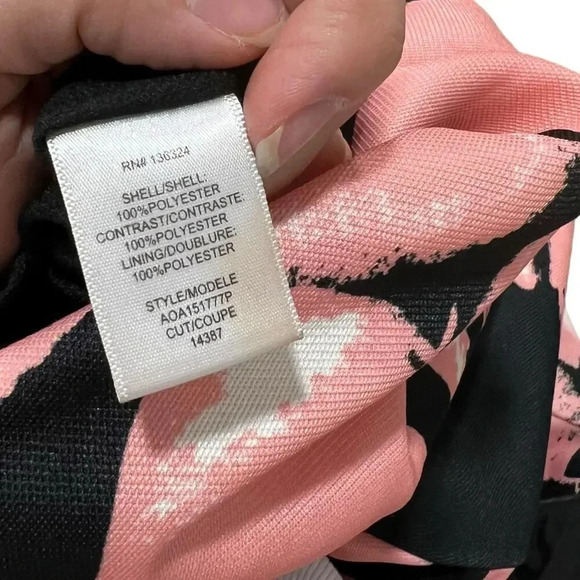 RN# 136324
SHELL/SHELL:
100%POLYESTER
CONTRAST/CONTRASTE:
100%POLYESTER
LINING/DOUBLURE:
100%POLYESTER
STYLE/MODELE
AOA151777P
CUT/COUPE
14387